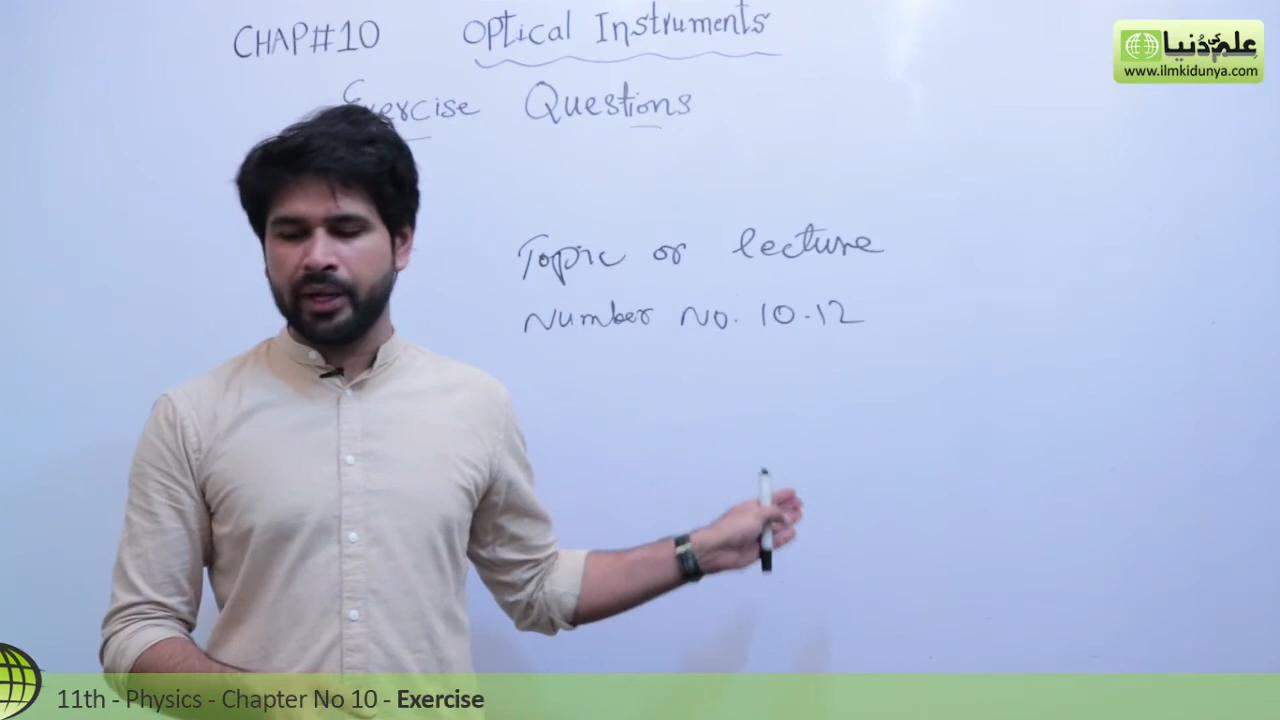 CHAP#10 Optical Instruments
علم کی دنیا
www.ilmkidunya.com
Exercise Questions
Topic or lecture
Number No. 10.12
11th - Physics - Chapter No 10 - Exercise